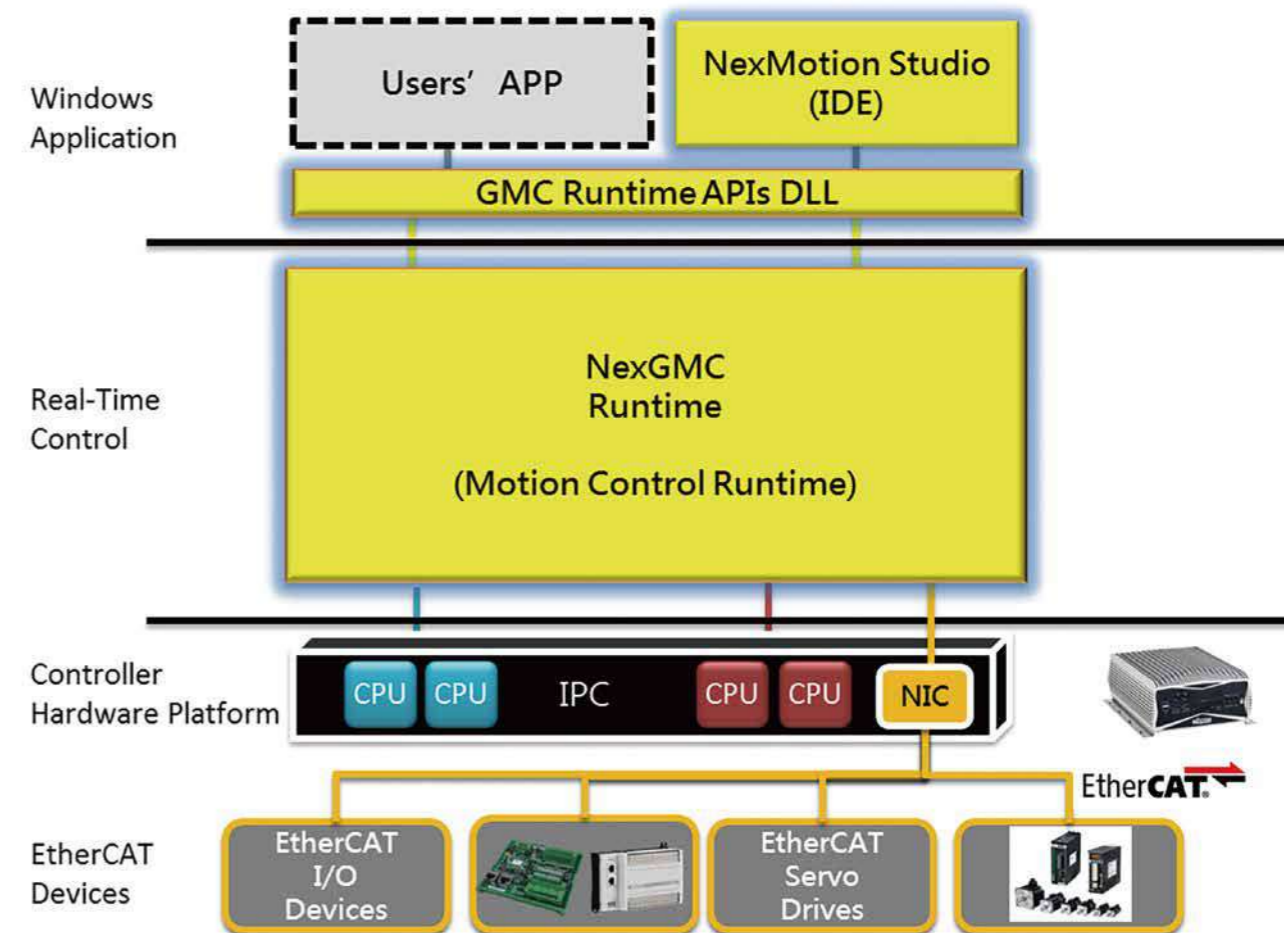 Windows
Application
Users' APP
NexMotion Studio
(IDE)
GMC Runtime APIs DLL
Real-Time
Control
NexGMC
Runtime
(Motion Control Runtime)
Controller
Hardware Platform
CPU CPU IPC CPU CPU NIC
EtherCAT®
EtherCAT
Devices
EtherCAT
I/O
Devices
EtherCAT
Servo
Drives